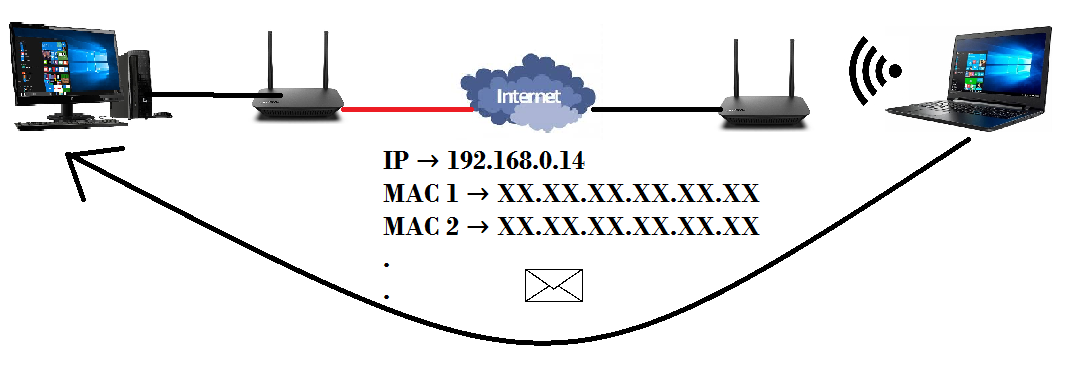 Internet
IP → 192.168.0.14
MAC 1 → XX.XX.XX.XX.XX.XX
MAC 2 → XX.XX.XX.XX.XX.XX
.
.